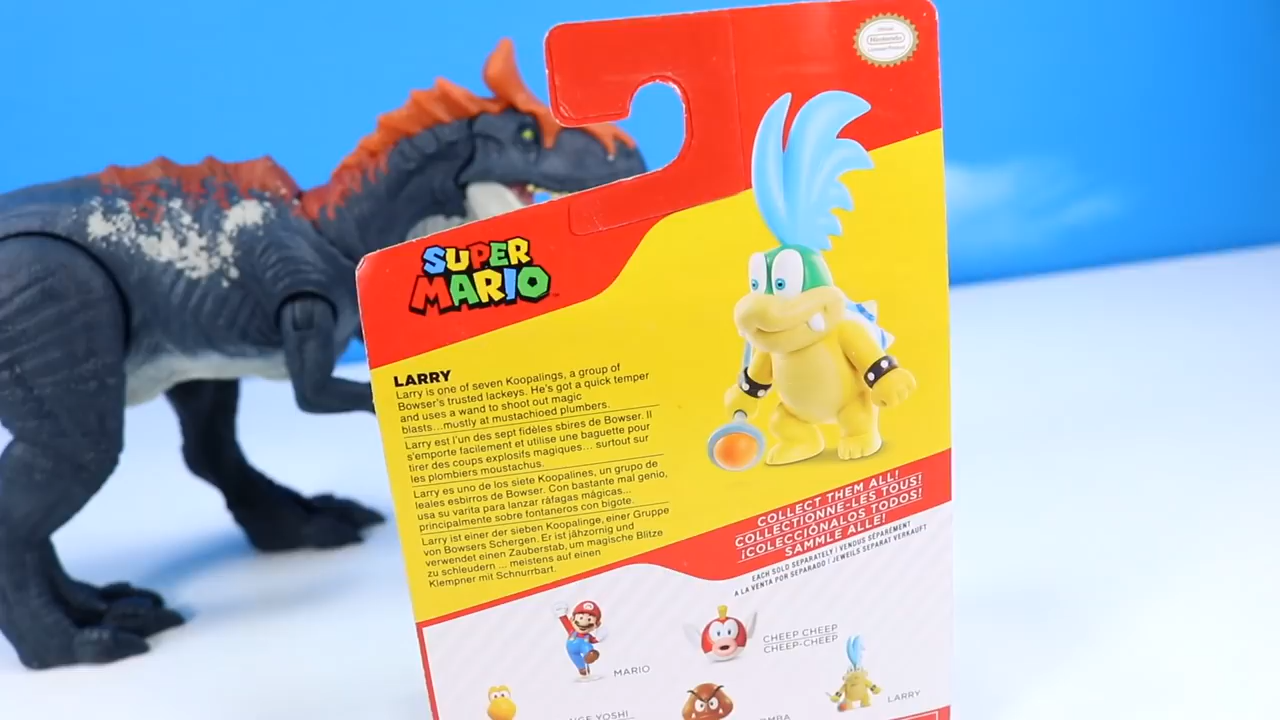 Official
Nintendo
Licensed Product
SUPER
MARIO
LARRY
Larry is one of seven Koopalings, a group of
Bowser's trusted lackeys. He's got a quick temper
and uses a wand to shoot out magic
blasts...mostly at mustachioed plumbers.
Larry est l'un des sept fidèles sbires de Bowser. Il
s'emporte facilement et utilise une baguette pour
tirer des coups explosifs magiques... surtout sur
les plombiers moustachus.
Larry es uno de los siete Koopalines, un grupo de
leales esbirros de Bowser. Con bastante mal genio,
usa su varita para lanzar ráfagas mágicas...
principalmente sobre fontaneros con bigote.
Larry ist einer der sieben Koopalinge, einer Gruppe
von Bowsers Schergen. Er ist jähzornig und
verwendet einen Zauberstab, um magische Blitze
zu schleudern ... meistens auf einen
Klempner mit Schnurrbart.
COLLECT THEM ALL!
COLLECTIONNE-LES TOUS!
¡COLECCIÓNALOS TODOS!
SAMMLE ALLE!
EACH SOLD SEPARATELY | VENDUS SÉPARÉMENT
A LA VENTA POR SEPARADO | JEWEILS SEPARAT VERKAUFT
MARIO
CHEEP CHEEP
CHEEP-CHEEP
LARRY
YOSHI